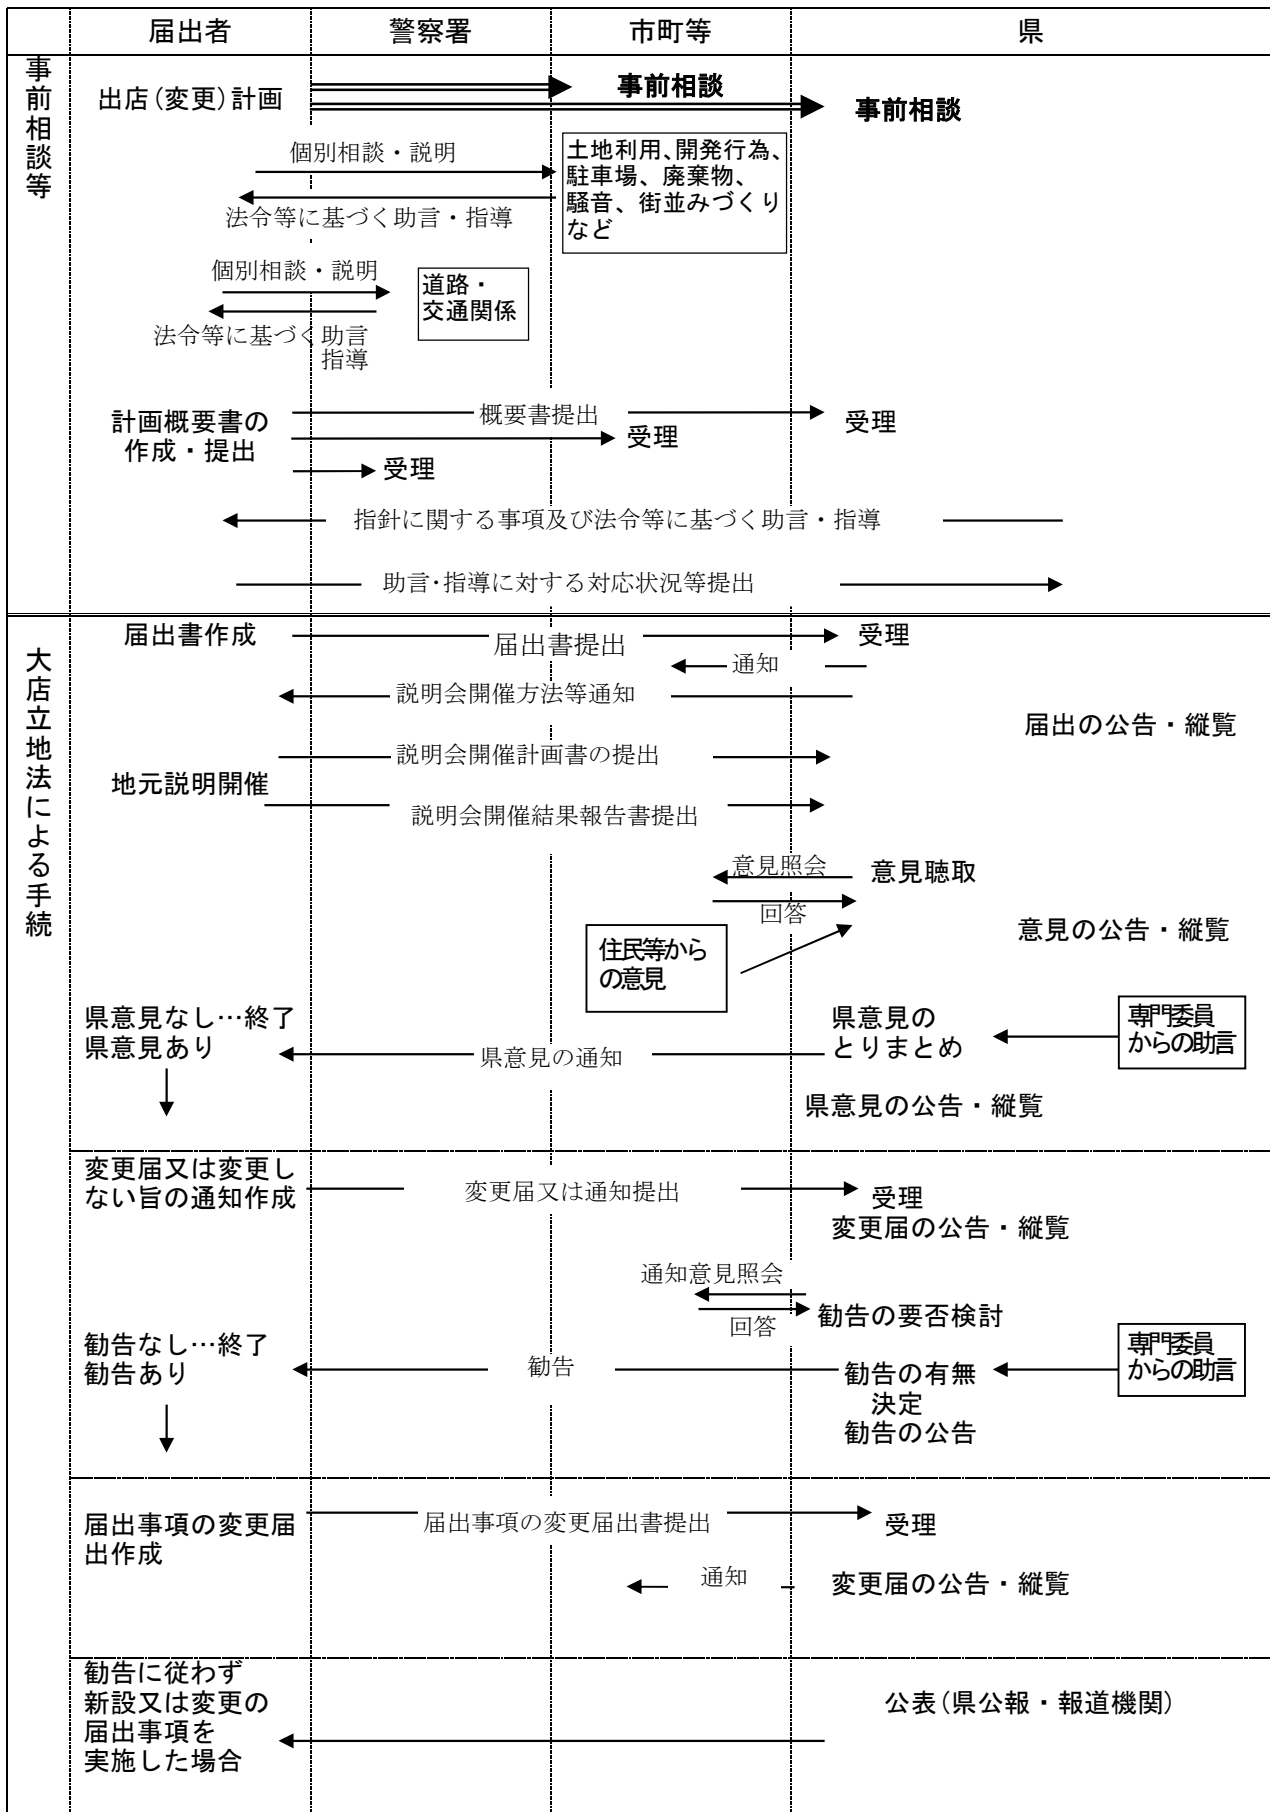 届出者
警察署
市町等
県
事前相談等
出店(変更)計画
事前相談
事前相談
個別相談・説明
土地利用、開発行為、
駐車場、廃棄物、
騒音、街並みづくり
など
法令等に基づく助言・指導
個別相談・説明
道路・
交通関係
法令等に基づく助言
指導
計画概要書の
作成・提出
概要書提出
受理
受理
受理
指針に関する事項及び法令等に基づく助言・指導
助言・指導に対する対応状況等提出
大店立地法による手続
届出書作成
届出書提出
受理
通知
説明会開催方法等通知
届出の公告・縦覧
説明会開催計画書の提出
地元説明開催
説明会開催結果報告書提出
意見照会
意見聴取
回答
意見の公告・縦覧
住民等から
の意見
県意見なし…終了
県意見あり
県意見の
とりまとめ
専門委員
からの助言
県意見の通知
県意見の公告・縦覧
変更届又は変更し
ない旨の通知作成
変更届又は通知提出
受理
変更届の公告・縦覧
通知意見照会
回答
勧告の要否検討
勧告なし…終了
勧告あり
勧告
勧告の有無
決定
勧告の公告
専門委員
からの助言
届出事項の変更届
出作成
届出事項の変更届出書提出
受理
通知
変更届の公告・縦覧
勧告に従わず
新設又は変更の
届出事項を
実施した場合
公表(県公報・報道機関)